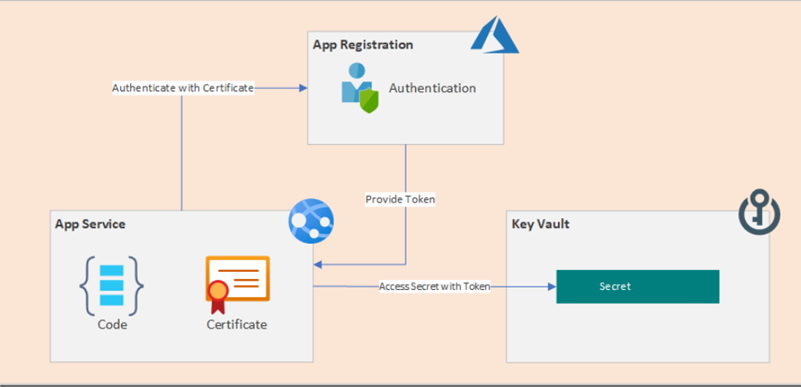 App Registration
Authenticate with Certificate
Authentication
Provide Token
App Service
Key Vault
Access Secret with Token
Secret
Code
Certificate